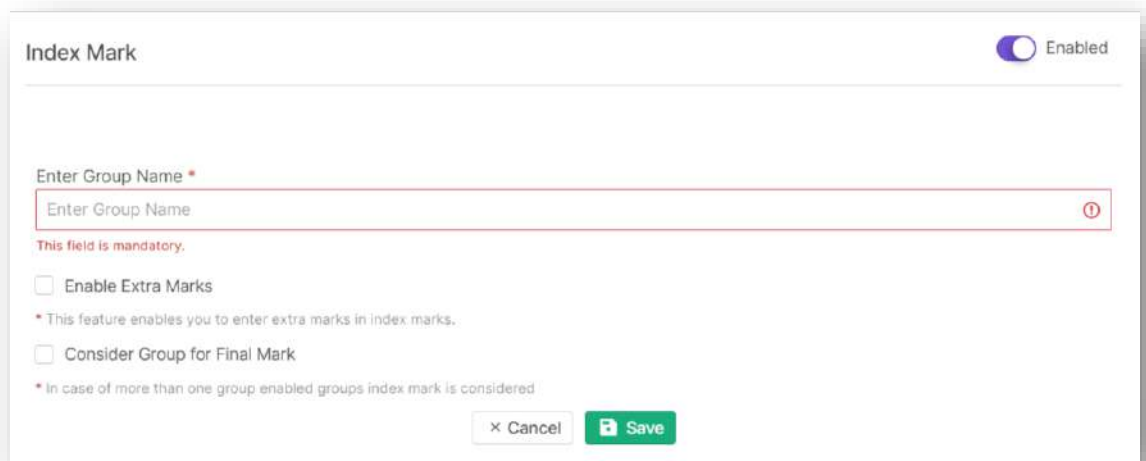 Index Mark
Enabled
Enter Group Name *
Enter Group Name
This field is mandatory.
Enable Extra Marks
* This feature enables you to enter extra marks in index marks.
Consider Group for Final Mark
* In case of more than one group enabled groups index mark is considered
× Cancel
Save